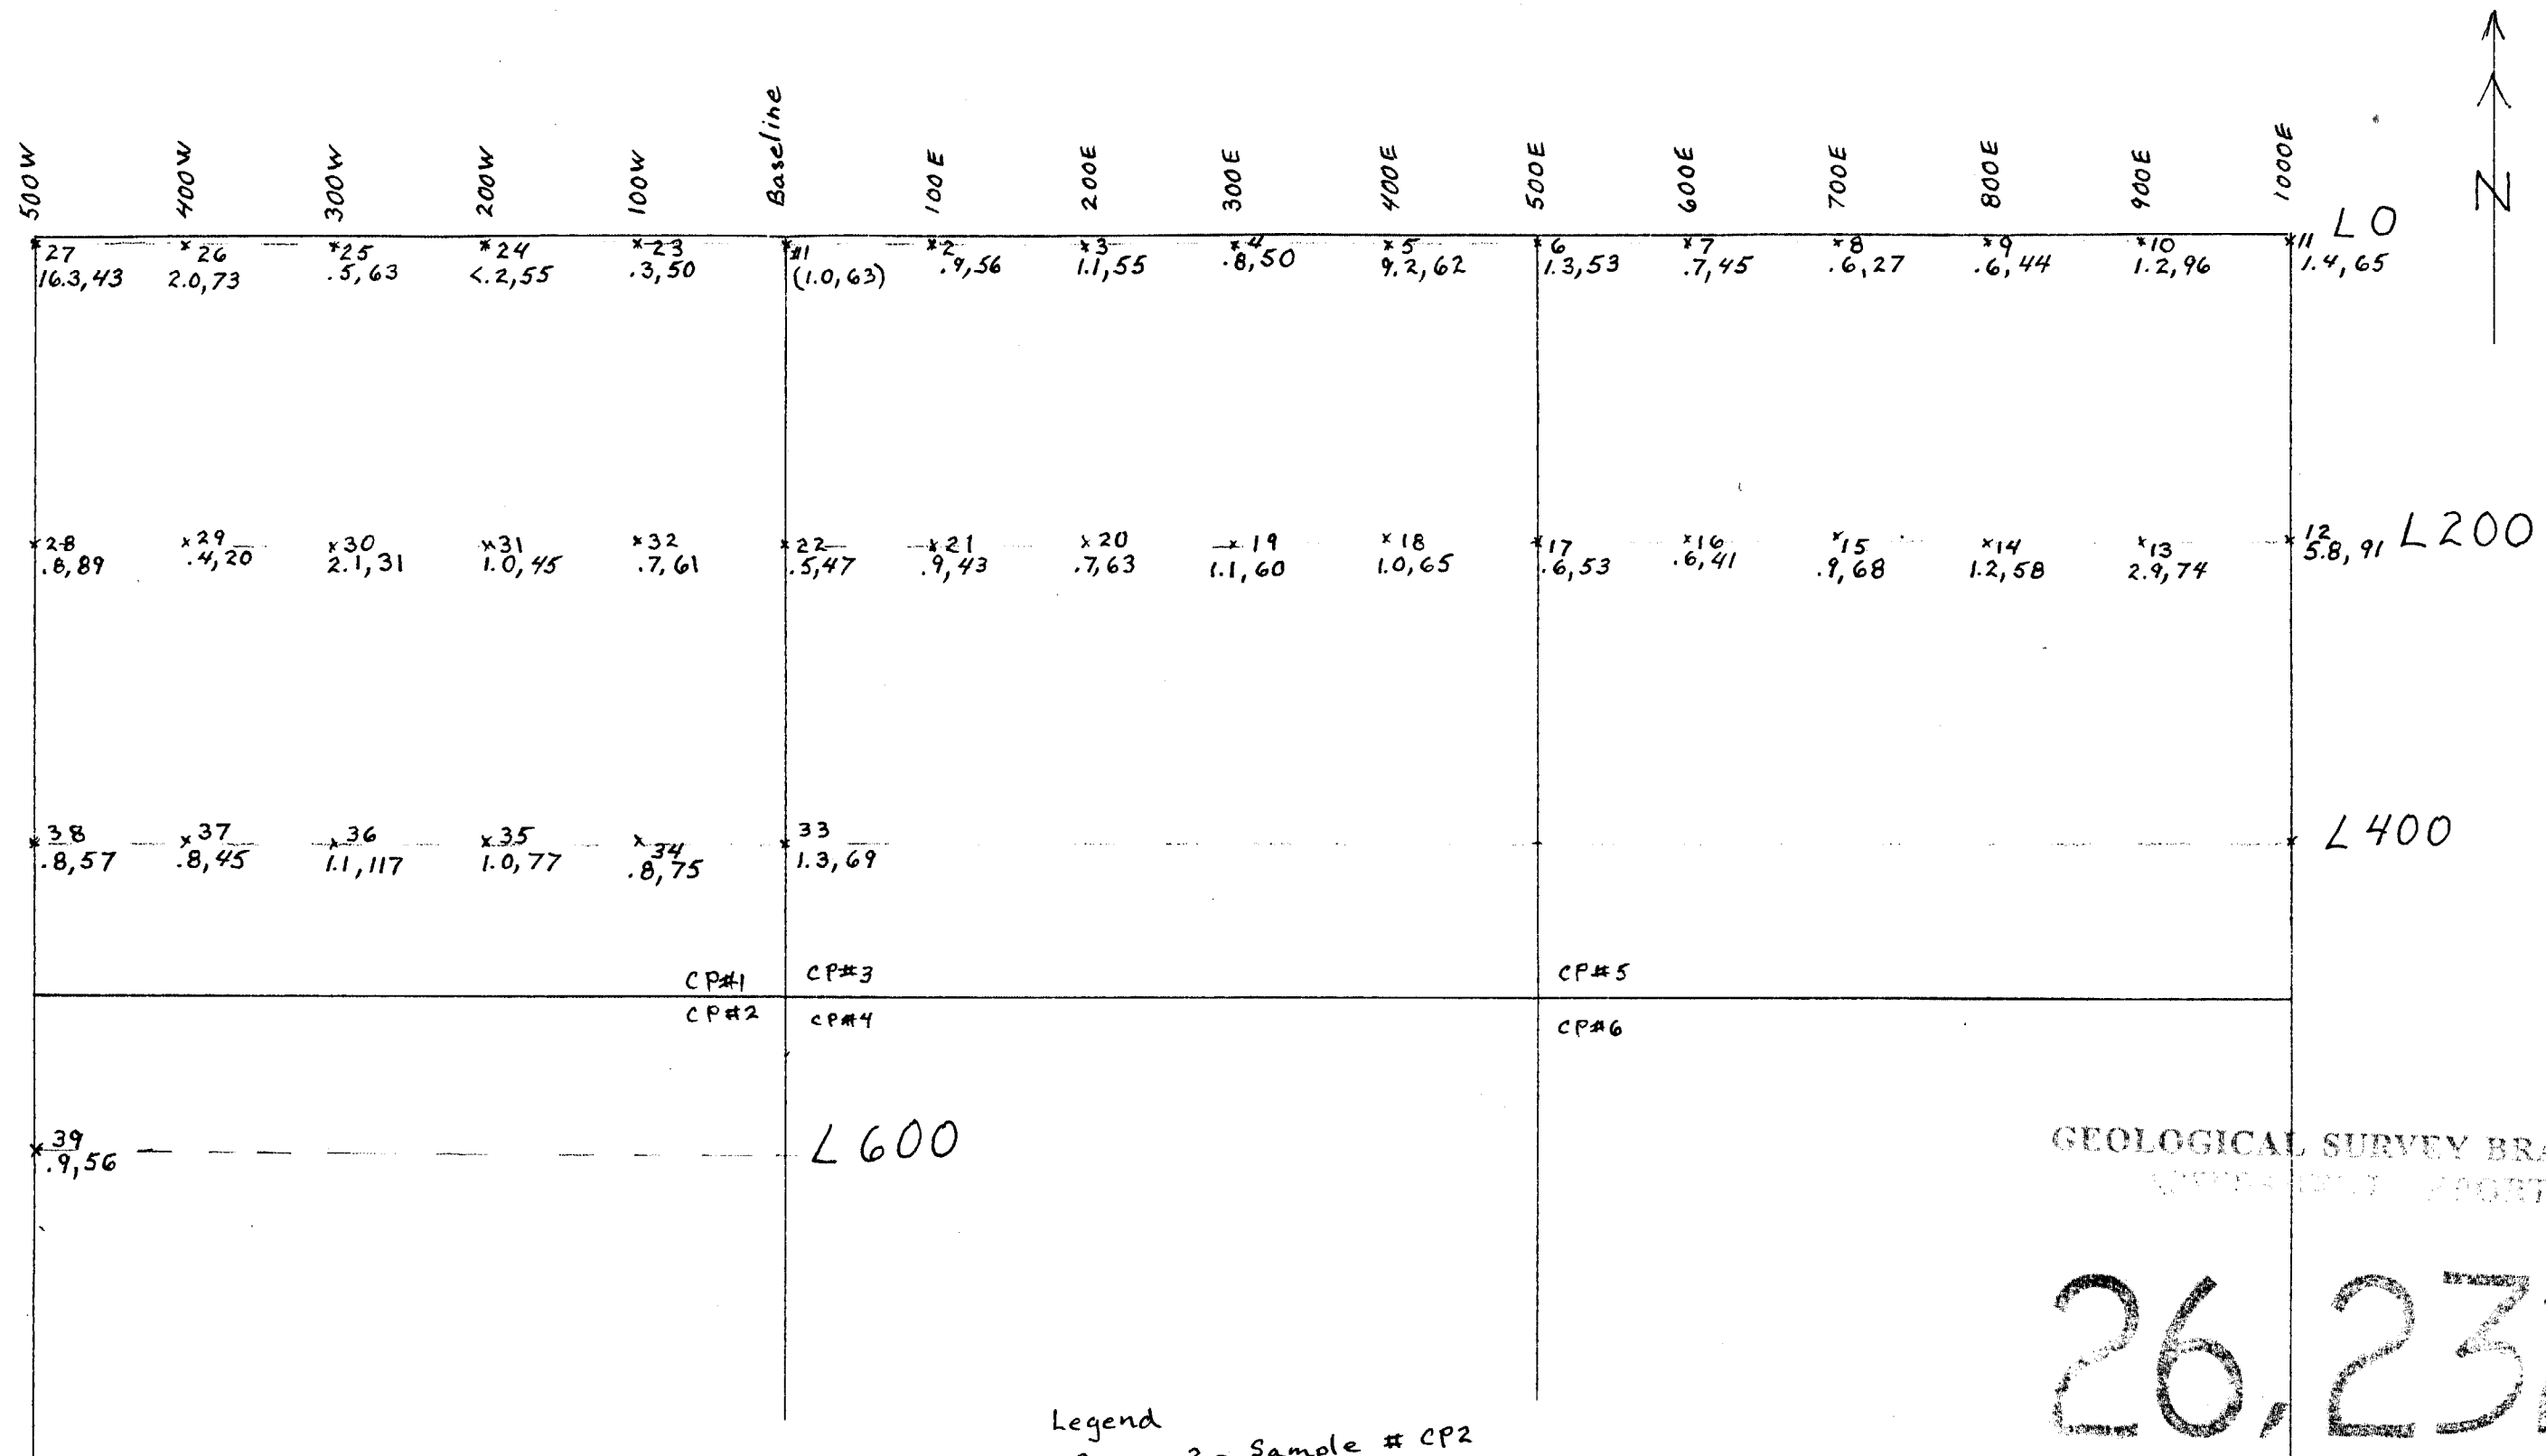 500W 400W 300W 200W 100W Baseline 100E 200E 300E 400E 500E 600E 700E 800E 900E 1000E
N
27 26 25 24 23 #1 2 3 4 5 6 7 8 9 10 11 L0
16.3,43 2.0,73 .5,63 <.2,55 .3,50 (1.0,63) .9,56 1.1,55 .8,50 9.2,62 1.3,53 .7,45 .6,27 .6,44 1.2,96 1.4,65
28 29 30 31 32 22 21 20 19 18 17 16 15 14 13 12 L200
.8,89 .4,20 2.1,31 1.0,45 .7,61 .5,47 .9,43 .7,63 1.1,60 1.0,65 .6,53 .6,41 .9,68 1.2,58 2.9,74 5.8,91
38 37 36 35 34 33 L400
.8,57 .8,45 1.1,117 1.0,77 .8,75 1.3,69
CP#1 CP#3 CP#5
CP#2 CP#4 CP#6
39 L600
.9,56
GEOLOGICAL SURVEY BRA
26,23
Legend
Sample # CP2